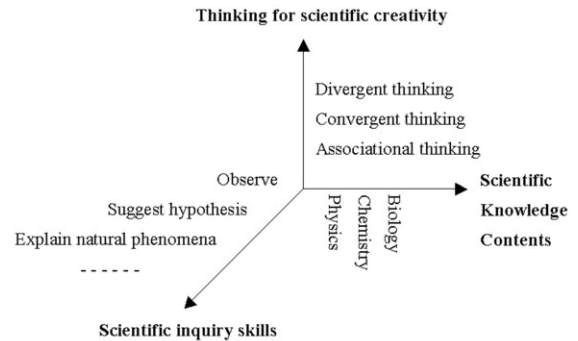 Thinking for scientific creativity
Divergent thinking
Convergent thinking
Associational thinking
Observe
Suggest hypothesis
Explain natural phenomena
- - - - - -
Physics
Chemistry
Biology
Scientific
Knowledge
Contents
Scientific inquiry skills